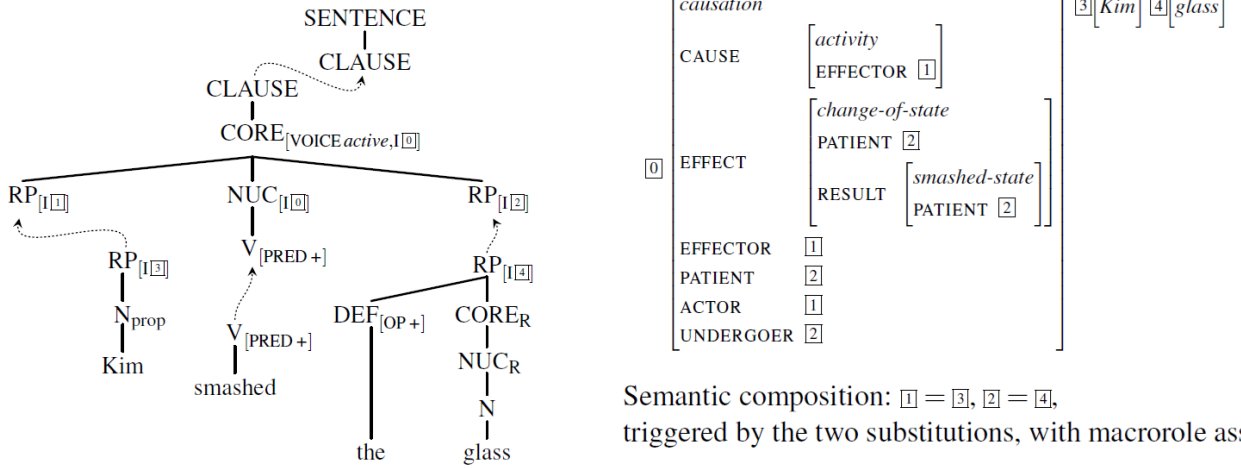 SENTENCE
CLAUSE
CLAUSE
CORE[VOICE active,I 0]
RP[I 1] NUC[I 0] RP[I 2]
V[PRED +]
RP[I 3] RP[I 4]
Nprop V[PRED +] DEF[OP +] CORER
Kim smashed NUCR
N
the glass
causation 3[Kim] 4[glass]
CAUSE [activity
EFFECTOR 1]
0 EFFECT [change-of-state
PATIENT 2
RESULT [smashed-state
PATIENT 2]]
EFFECTOR 1
PATIENT 2
ACTOR 1
UNDERGOER 2
Semantic composition: 1 = 3, 2 = 4,
triggered by the two substitutions, with macrorole ass